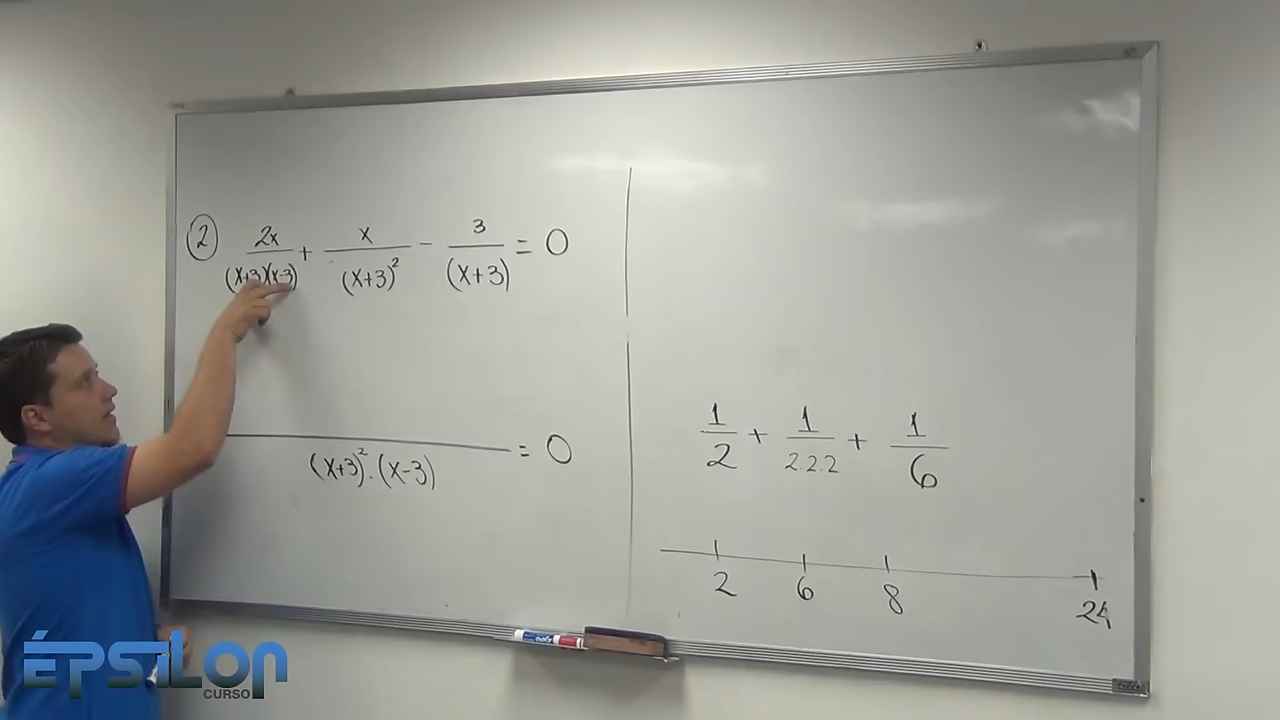 ② 2x/(x+3)(x-3) + x/(x+3)² - 3/(x+3) = 0
/(x+3)².(x-3) = 0
1/2 + 1/2.2.2 + 1/6
2 6 8 24
ÉPSILON
CURSO